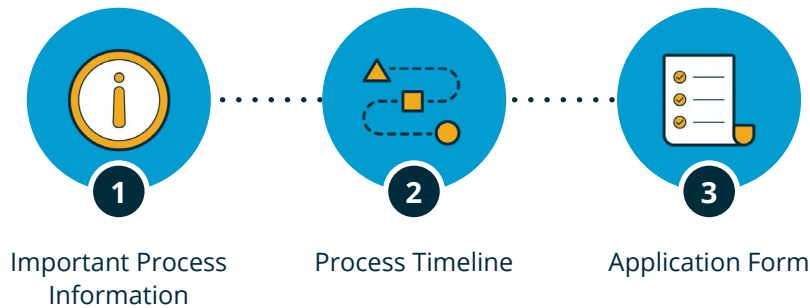 1
2
3
Important Process
Information
Process Timeline
Application Form